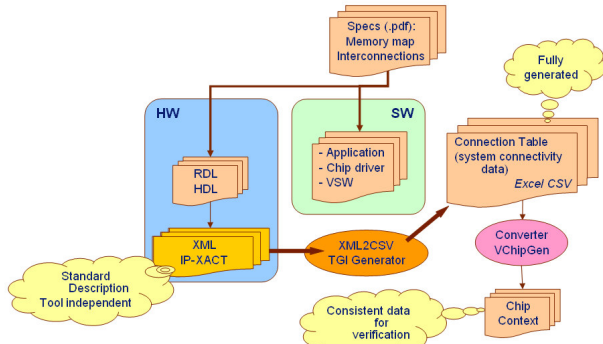 Specs (.pdf):
Memory map
Interconnections
Fully
generated
HW
SW
- Application
- Chip driver
- VSW
Connection Table
(system connectivity
data)
Excel CSV
RDL
HDL
XML
IP-XACT
XML2CSV
TGI Generator
Converter
VChipGen
Standard
Description
Tool independent
Consistent data
for
verification
Chip
Context